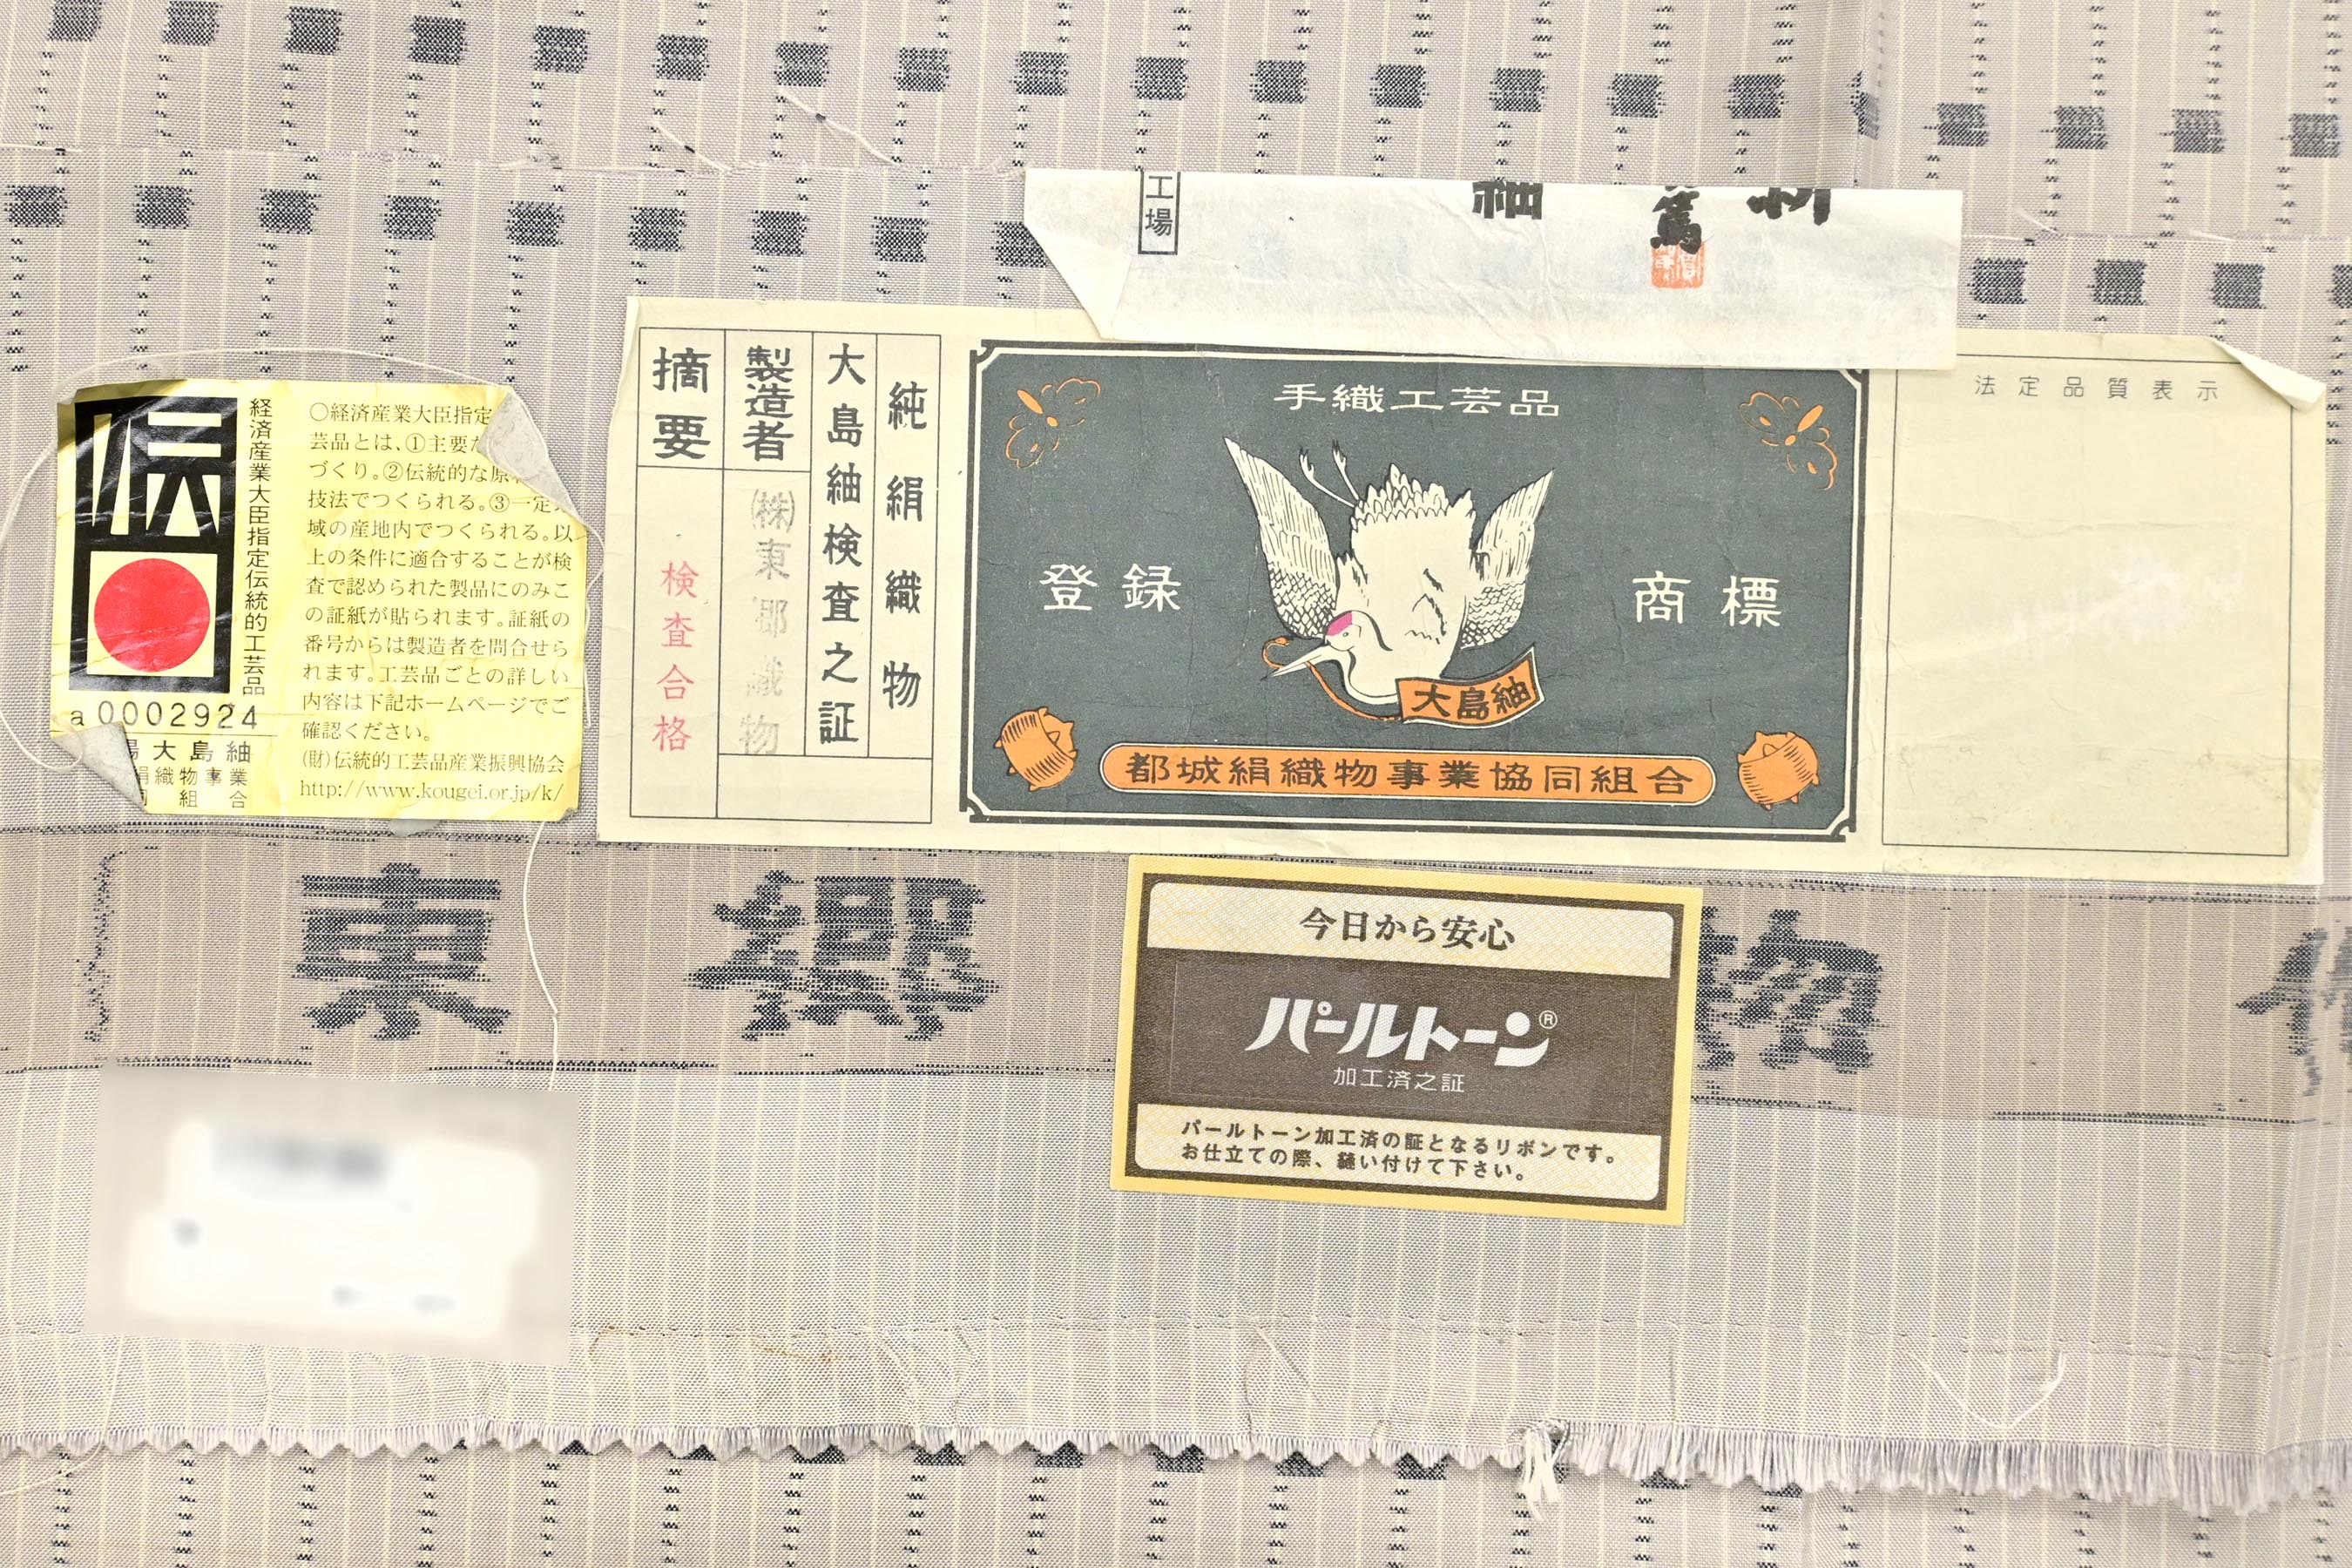 工場
紬
篤
伝
経済産業大臣指定伝統的工芸品
a 0002924
大島紬
絹織物事業
組合
〇経済産業大臣指定
芸品とは、①主要
づくり。②伝統的な原
技法でつくられる。③一定
域の産地内でつくられる。以
上の条件に適合することが検
査で認められた製品にのみこ
の証紙が貼られます。証紙の
番号からは製造者を問合せら
れます。工芸品ごとの詳しい
内容は下記ホームページでご
確認ください。
(財)伝統的工芸品産業振興協会
http://www.kougei.or.jp/k/
純絹織物
大島紬検査之証
製造者
㈱東郷織物
摘要
検査合格
手織工芸品
登録
商標
大島紬
都城絹織物事業協同組合
法定品質表示
東郷
物
今日から安心
パールトーン®
加工済之証
パールトーン加工済の証となるリボンです。
お仕立ての際、縫い付けて下さい。